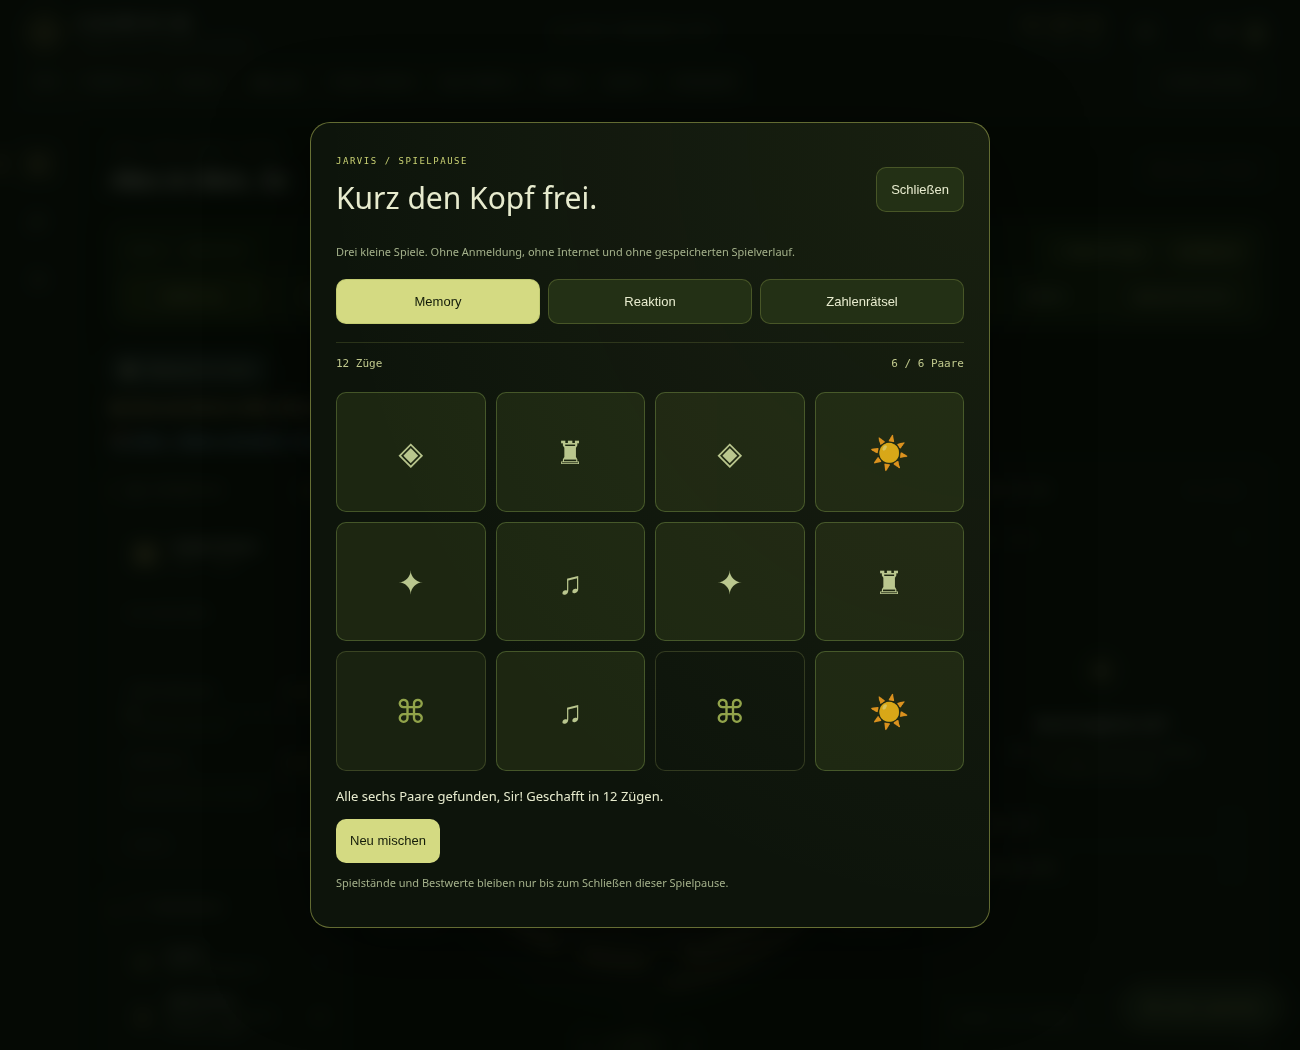 JARVIS / SPIELPAUSE
Kurz den Kopf frei.
Schließen
Drei kleine Spiele. Ohne Anmeldung, ohne Internet und ohne gespeicherten Spielverlauf.
Memory
Reaktion
Zahlenrätsel
12 Züge
6 / 6 Paare
Alle sechs Paare gefunden, Sir! Geschafft in 12 Zügen.
Neu mischen
Spielstände und Bestwerte bleiben nur bis zum Schließen dieser Spielpause.